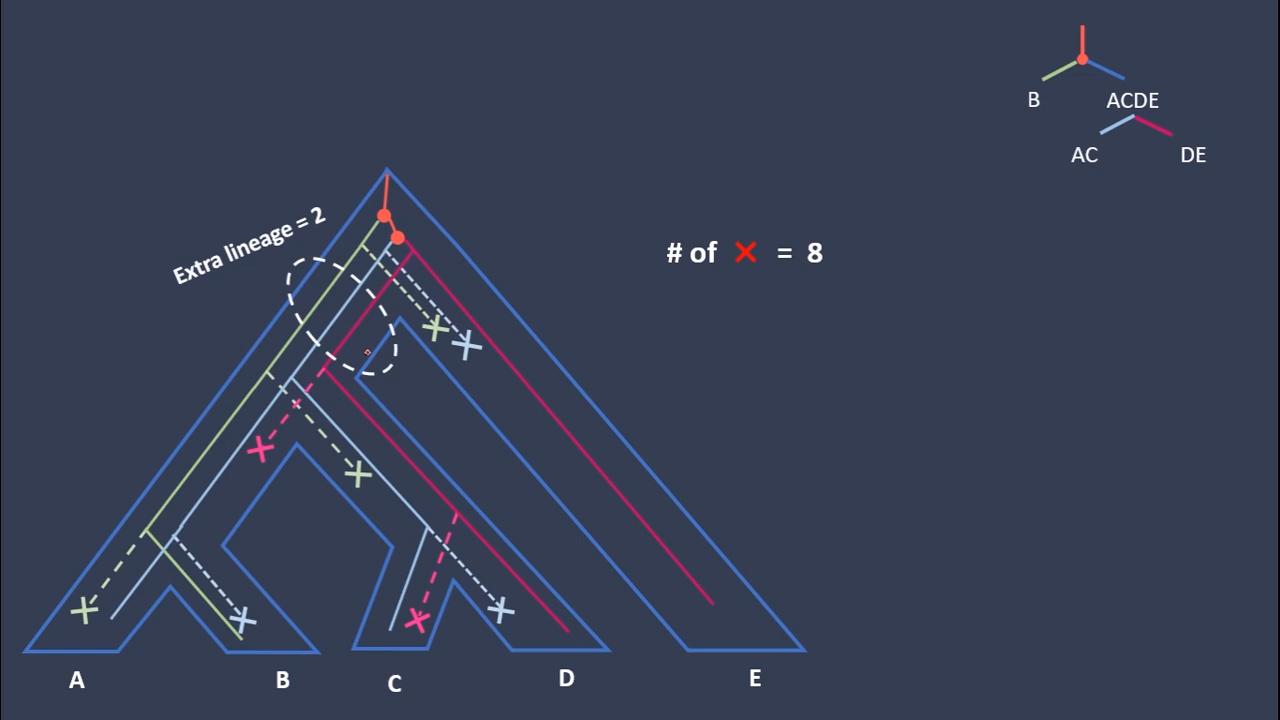 B
ACDE
AC
DE
Extra lineage = 2
# of ✕ = 8
A
B
C
D
E